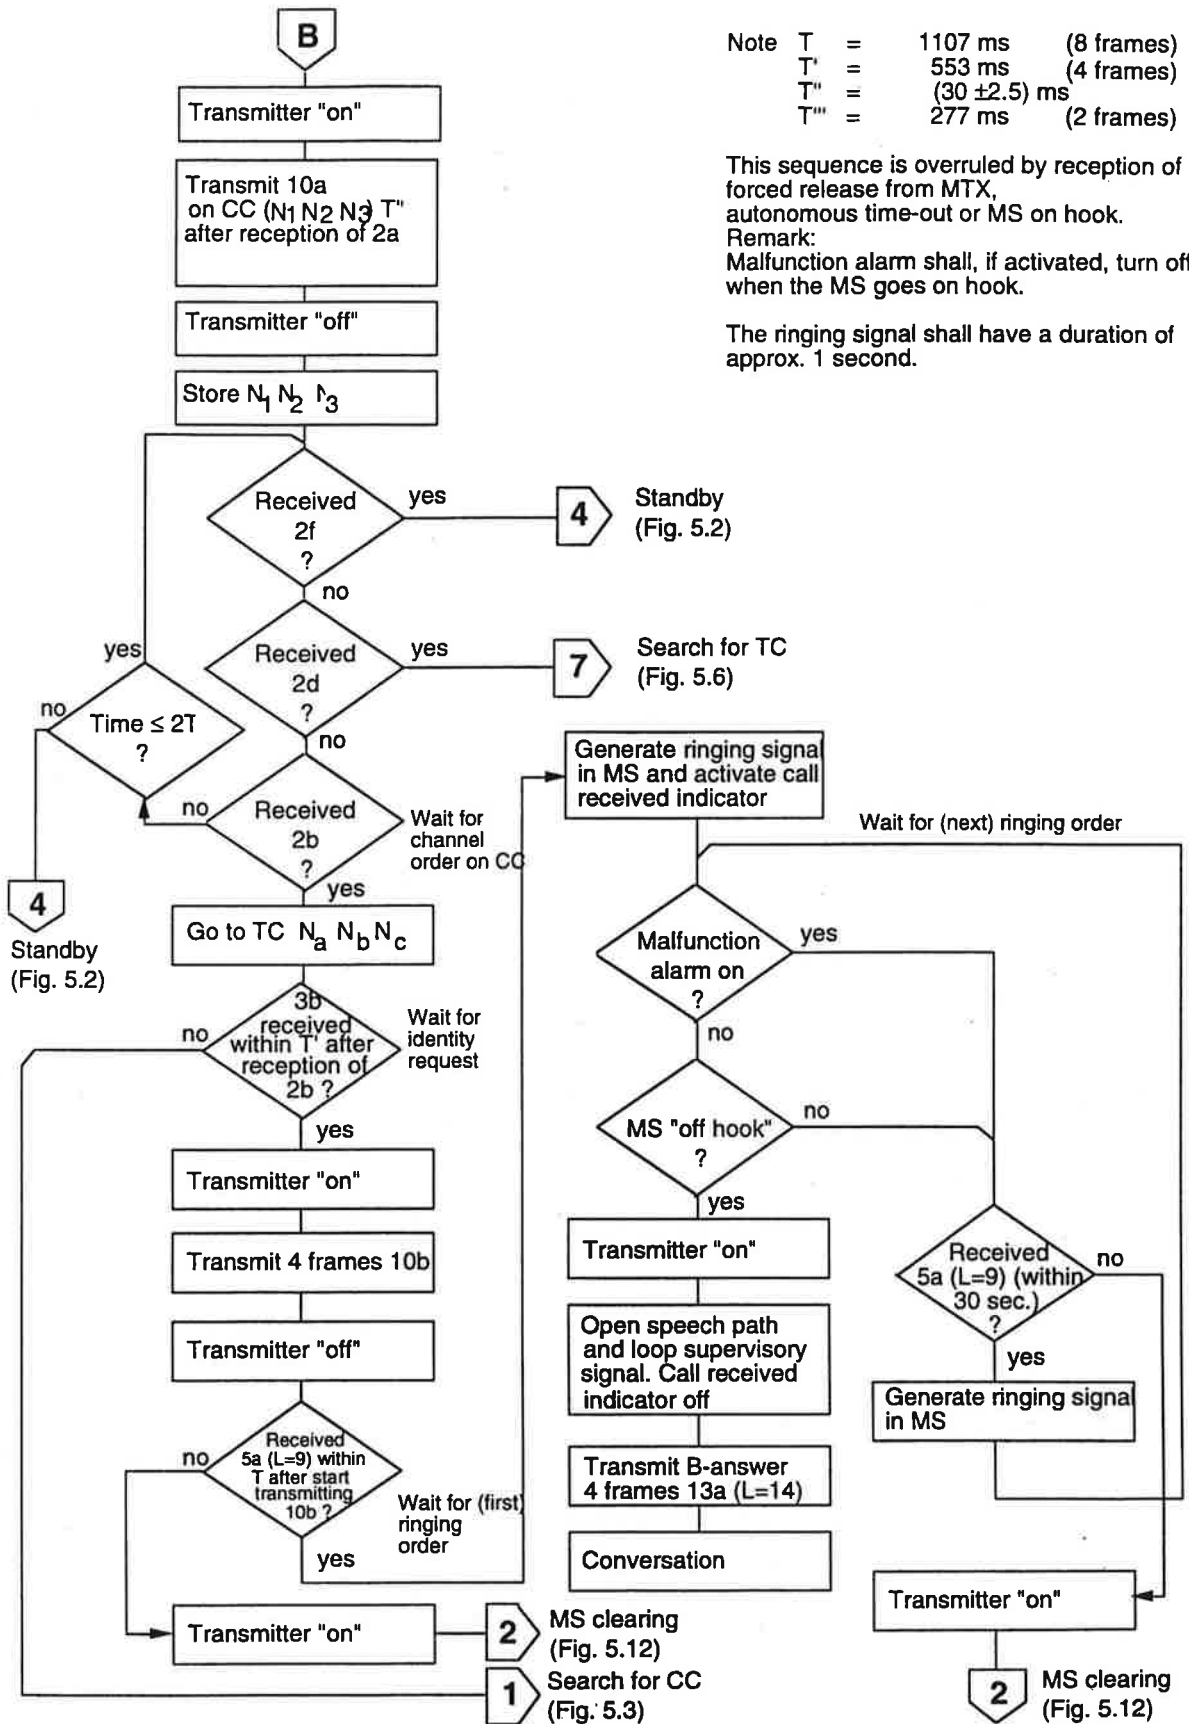 B
Note T = 1107 ms (8 frames)
T' = 553 ms (4 frames)
T" = (30 ±2.5) ms
T"' = 277 ms (2 frames)
This sequence is overruled by reception of
forced release from MTX,
autonomous time-out or MS on hook.
Remark:
Malfunction alarm shall, if activated, turn off
when the MS goes on hook.
The ringing signal shall have a duration of
approx. 1 second.
Transmitter "on"
Transmit 10a
on CC (N1 N2 N3) T"
after reception of 2a
Transmitter "off"
Store N1 N2 N3
Received
2f
?
yes
4
Standby
(Fig. 5.2)
no
Received
2d
?
yes
7
Search for TC
(Fig. 5.6)
no
yes
Time ≤ 2T
?
no
4
Standby
(Fig. 5.2)
Received
2b
?
no
Wait for
channel
order on CC
yes
Go to TC Na Nb Nc
3b
received
within T' after
reception of
2b ?
no
Wait for
identity
request
yes
Transmitter "on"
Transmit 4 frames 10b
Transmitter "off"
Received
5a (L=9) within
T after start
transmitting
10b ?
no
Wait for (first)
ringing
order
yes
Transmitter "on"
2
MS clearing
(Fig. 5.12)
1
Search for CC
(Fig. 5.3)
Generate ringing signal
in MS and activate call
received indicator
Wait for (next) ringing order
Malfunction
alarm on
?
yes
no
MS "off hook"
?
no
yes
Transmitter "on"
Open speech path
and loop supervisory
signal. Call received
indicator off
Transmit B-answer
4 frames 13a (L=14)
Conversation
Received
5a (L=9) (within
30 sec.)
?
no
yes
Generate ringing signal
in MS
Transmitter "on"
2
MS clearing
(Fig. 5.12)